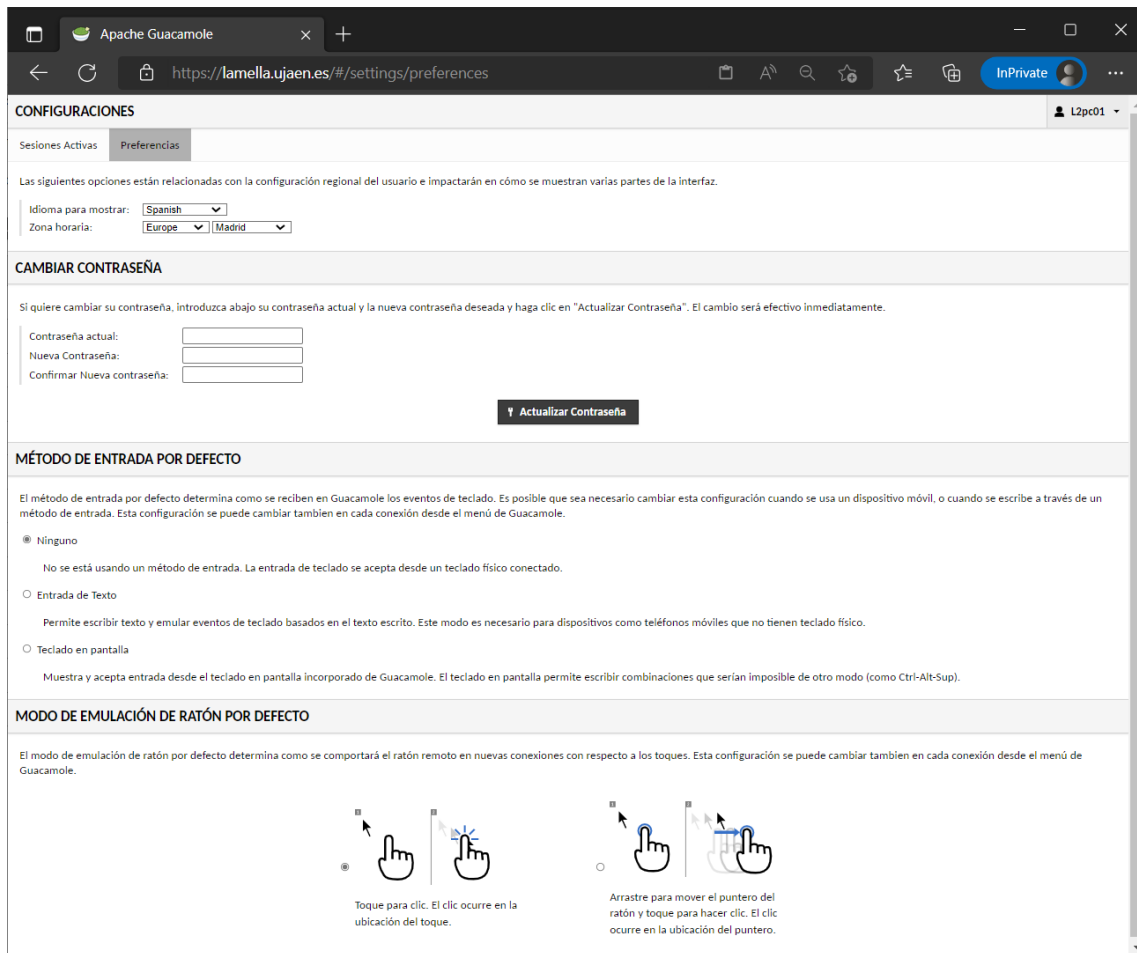 Apache Guacamole
https://lamella.ujaen.es/#/settings/preferences
InPrivate
CONFIGURACIONES
L2pc01
Sesiones Activas
Preferencias
Las siguientes opciones están relacionadas con la configuración regional del usuario e impactarán en cómo se muestran varias partes de la interfaz.
Idioma para mostrar: Spanish
Zona horaria: Europe Madrid
CAMBIAR CONTRASEÑA
Si quiere cambiar su contraseña, introduzca abajo su contraseña actual y la nueva contraseña deseada y haga clic en "Actualizar Contraseña". El cambio será efectivo inmediatamente.
Contraseña actual:
Nueva Contraseña:
Confirmar Nueva contraseña:
Actualizar Contraseña
MÉTODO DE ENTRADA POR DEFECTO
El método de entrada por defecto determina como se reciben en Guacamole los eventos de teclado. Es posible que sea necesario cambiar esta configuración cuando se usa un dispositivo móvil, o cuando se escribe a través de un
método de entrada. Esta configuración se puede cambiar tambien en cada conexión desde el menú de Guacamole.
Ninguno
No se está usando un método de entrada. La entrada de teclado se acepta desde un teclado físico conectado.
Entrada de Texto
Permite escribir texto y emular eventos de teclado basados en el texto escrito. Este modo es necesario para dispositivos como teléfonos móviles que no tienen teclado físico.
Teclado en pantalla
Muestra y acepta entrada desde el teclado en pantalla incorporado de Guacamole. El teclado en pantalla permite escribir combinaciones que serían imposible de otro modo (como Ctrl-Alt-Sup).
MODO DE EMULACIÓN DE RATÓN POR DEFECTO
El modo de emulación de ratón por defecto determina como se comportará el ratón remoto en nuevas conexiones con respecto a los toques. Esta configuración se puede cambiar tambien en cada conexión desde el menú de
Guacamole.
Toque para clic. El clic ocurre en la
ubicación del toque.
Arrastre para mover el puntero del
ratón y toque para hacer clic. El clic
ocurre en la ubicación del puntero.